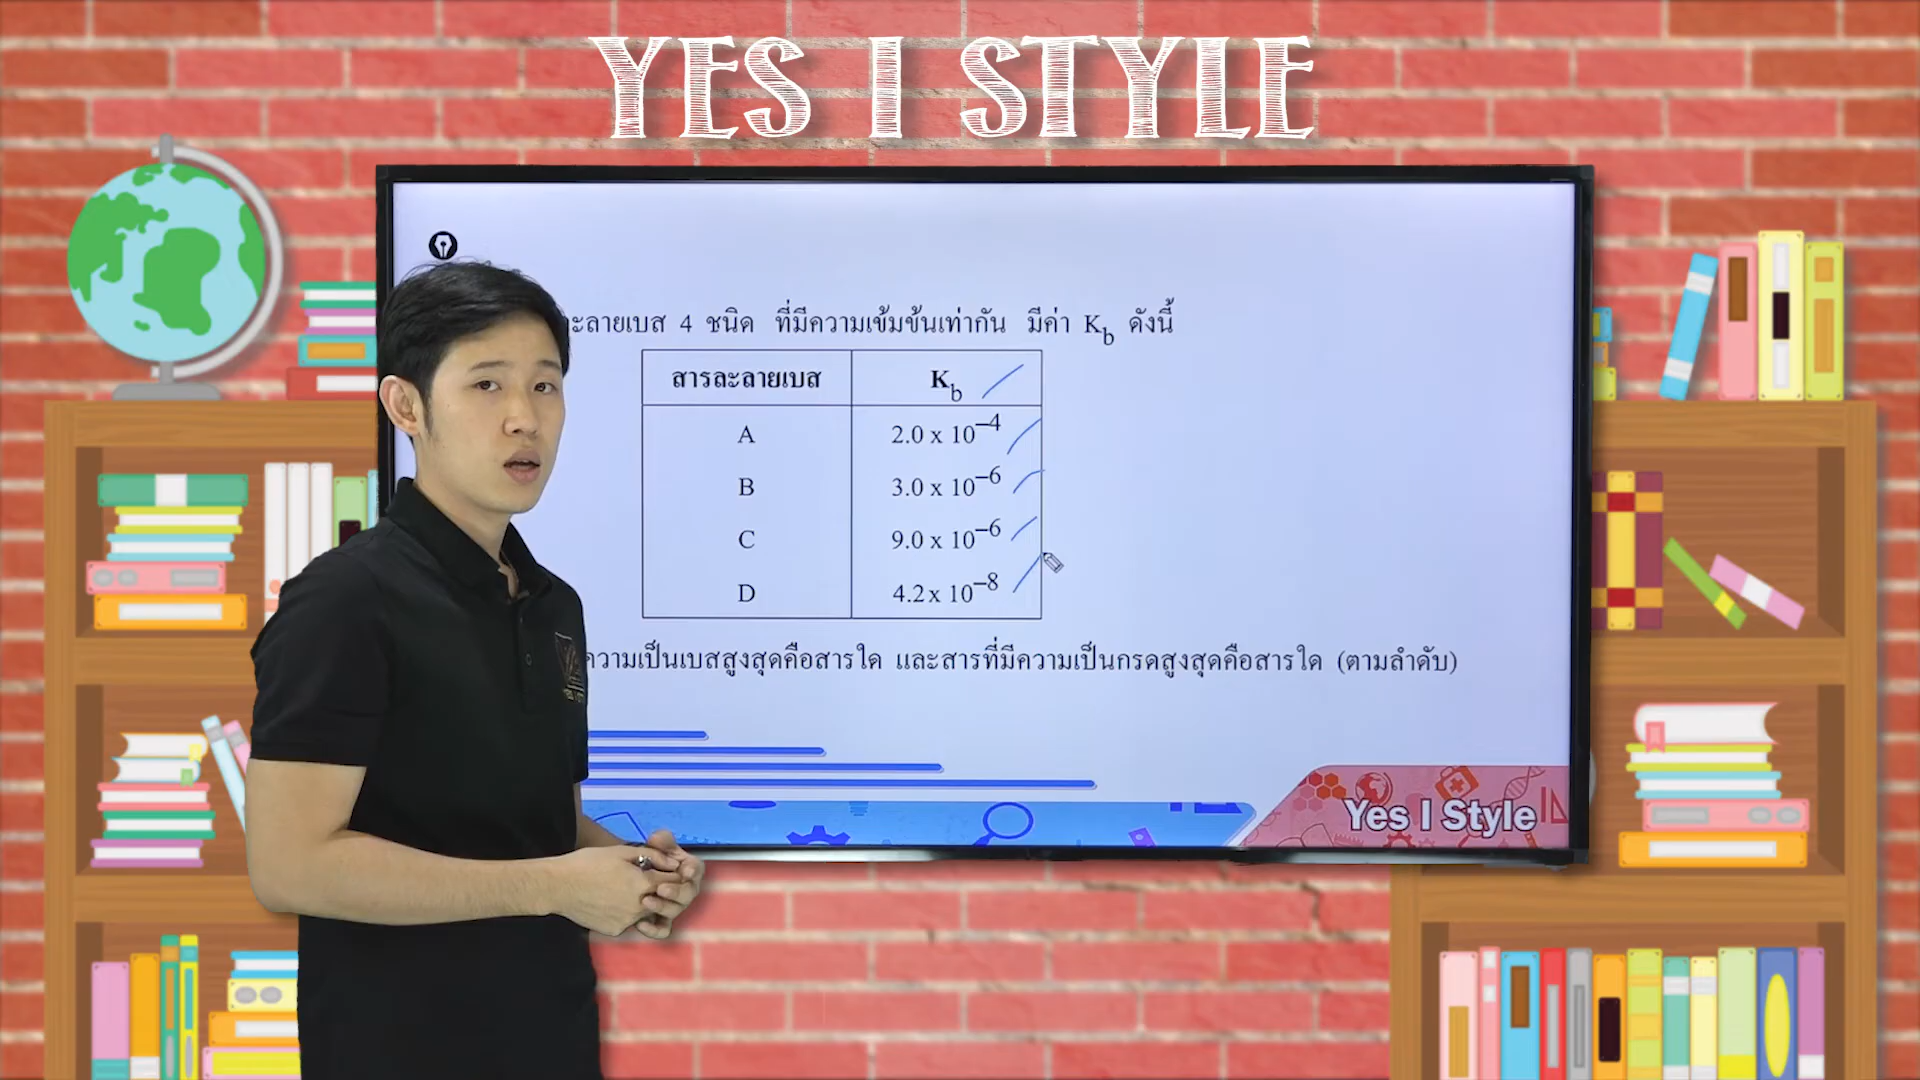 YES I STYLE
ะลายเบส 4 ชนิด ที่มีความเข้มข้นเท่ากัน มีค่า K_b ดังนี้
สารละลายเบส K_b
A 2.0 x 10^–4
B 3.0 x 10^–6
C 9.0 x 10^–6
D 4.2 x 10^–8
ความเป็นเบสสูงสุดคือสารใด และสารที่มีความเป็นกรดสูงสุดคือสารใด (ตามลำดับ)
Yes I Style